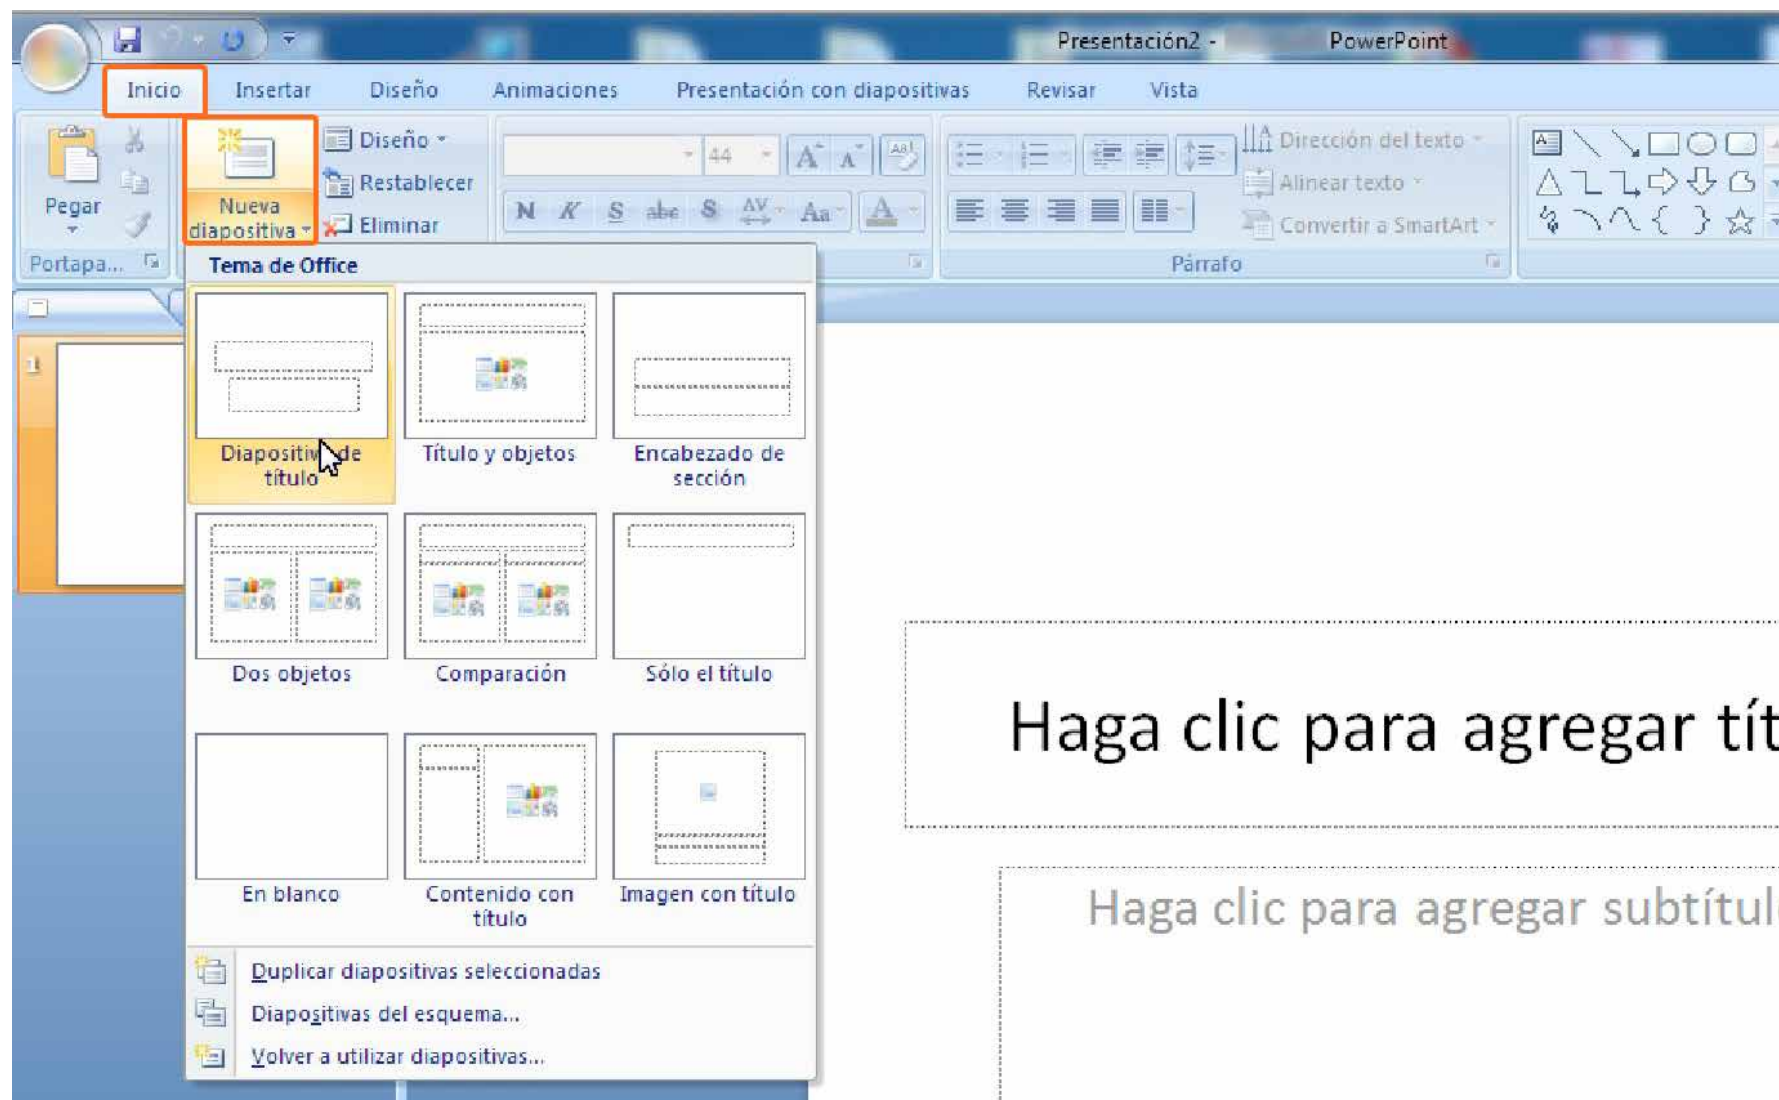 Presentación2 - PowerPoint
Inicio Insertar Diseño Animaciones Presentación con diapositivas Revisar Vista
Pegar
Portapa...
Nueva
diapositiva
Diseño
Restablecer
Eliminar
44
A A
N K S abc S AV Aa A
Dirección del texto
Alinear texto
Convertir a SmartArt
Párrafo
Tema de Office
Diapositiva de
título
Título y objetos
Encabezado de
sección
Dos objetos
Comparación
Sólo el título
En blanco
Contenido con
título
Imagen con título
Duplicar diapositivas seleccionadas
Diapositivas del esquema...
Volver a utilizar diapositivas...
1
Haga clic para agregar tít
Haga clic para agregar subtítul